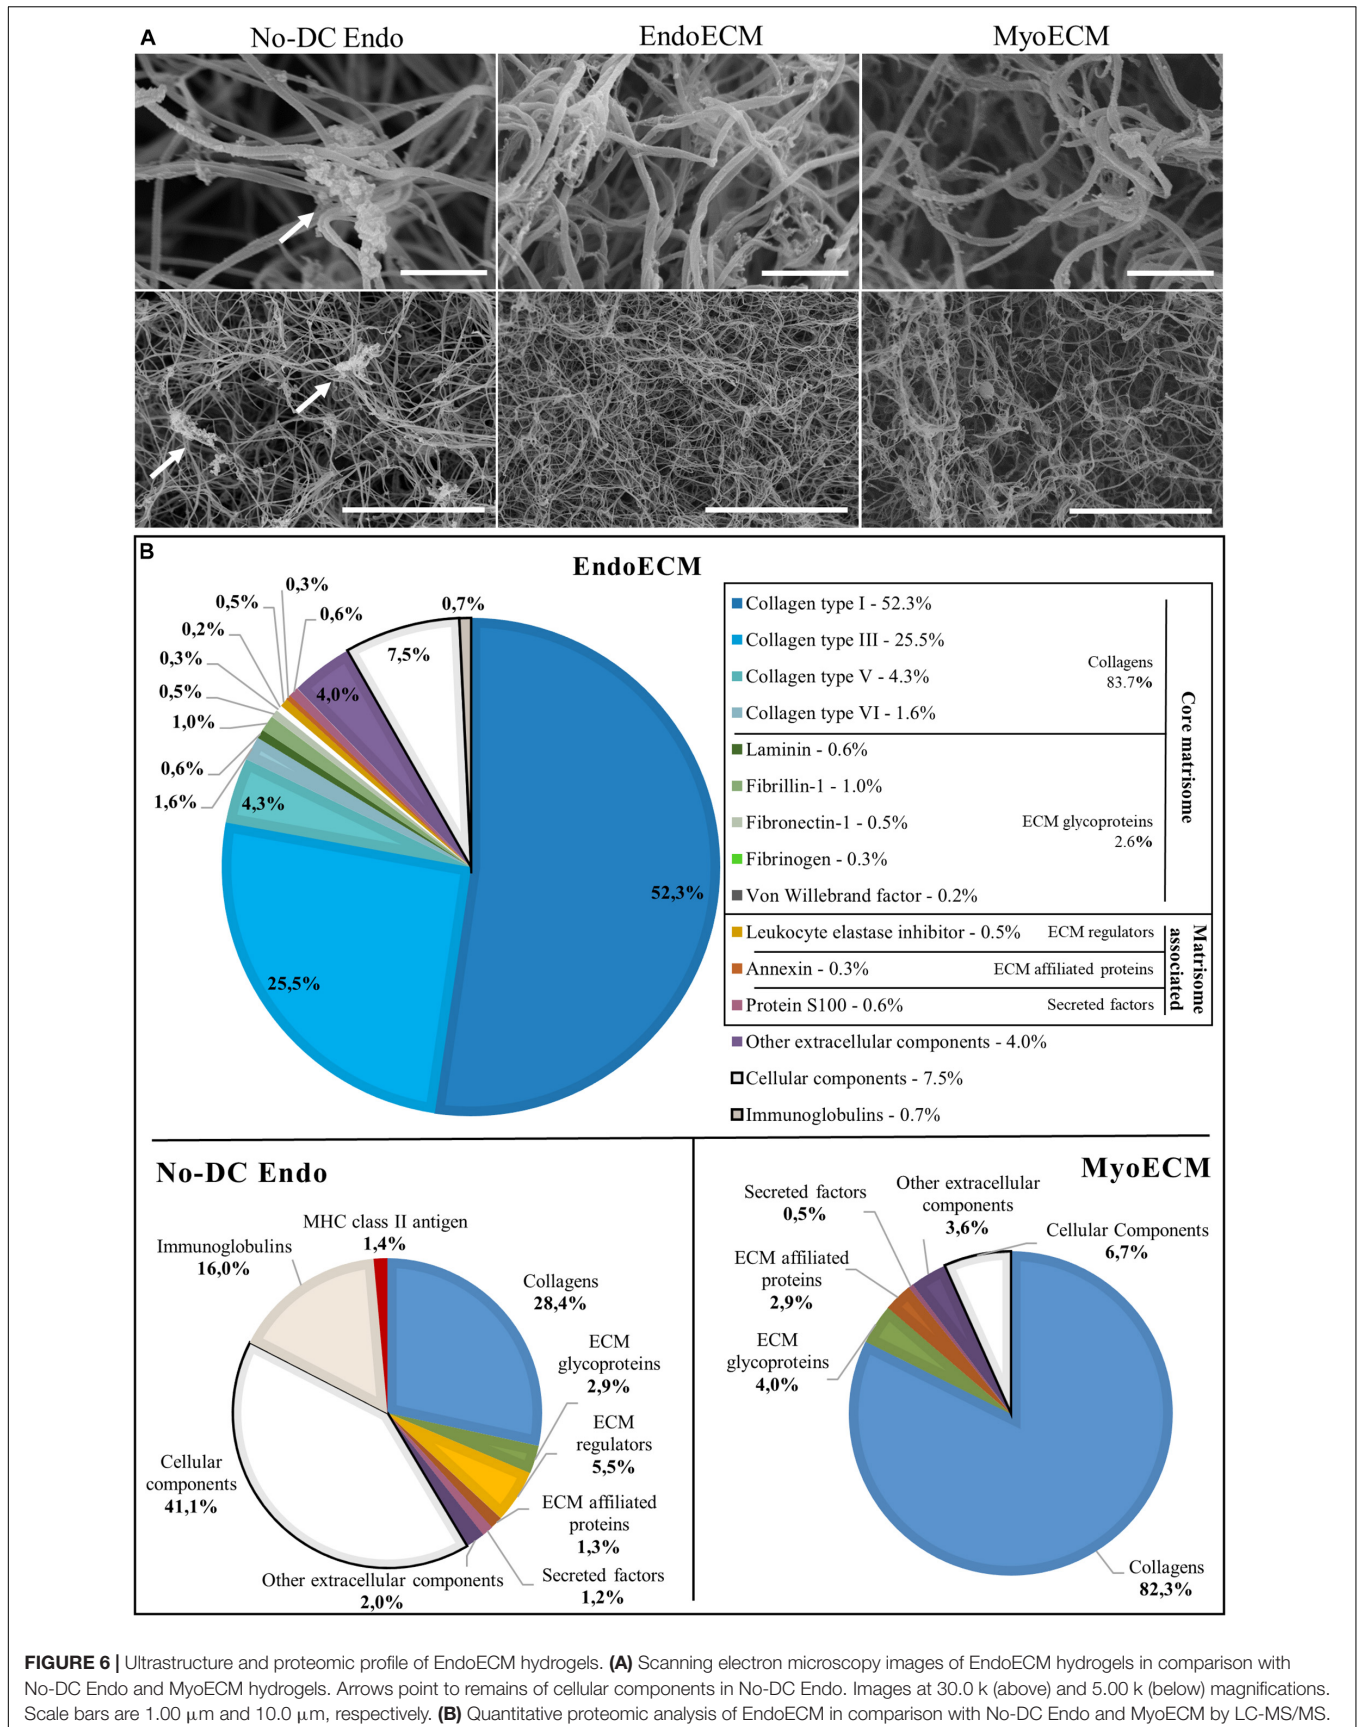 A
No-DC Endo
EndoECM
MyoECM
B
EndoECM
0,3%
0,5%
0,6%
0,7%
0,2%
7,5%
0,3%
4,0%
0,5%
1,0%
0,6%
1,6%
4,3%
52,3%
25,5%
Collagen type I - 52.3%
Collagen type III - 25.5%
Collagen type V - 4.3%
Collagen type VI - 1.6%
Collagens
83.7%
Laminin - 0.6%
Fibrillin-1 - 1.0%
Fibronectin-1 - 0.5%
Fibrinogen - 0.3%
Von Willebrand factor - 0.2%
ECM glycoproteins
2.6%
Core matrisome
Leukocyte elastase inhibitor - 0.5%
ECM regulators
Annexin - 0.3%
ECM affiliated proteins
Protein S100 - 0.6%
Secreted factors
Matrisome
associated
Other extracellular components - 4.0%
Cellular components - 7.5%
Immunoglobulins - 0.7%
No-DC Endo
MHC class II antigen
1,4%
Immunoglobulins
16,0%
Collagens
28,4%
ECM
glycoproteins
2,9%
ECM
regulators
5,5%
ECM affiliated
proteins
1,3%
Secreted factors
1,2%
Other extracellular components
2,0%
Cellular
components
41,1%
MyoECM
Secreted factors
0,5%
Other extracellular
components
3,6%
Cellular Components
6,7%
ECM affiliated
proteins
2,9%
ECM
glycoproteins
4,0%
Collagens
82,3%
FIGURE 6 | Ultrastructure and proteomic profile of EndoECM hydrogels. (A) Scanning electron microscopy images of EndoECM hydrogels in comparison with
No-DC Endo and MyoECM hydrogels. Arrows point to remains of cellular components in No-DC Endo. Images at 30.0 k (above) and 5.00 k (below) magnifications.
Scale bars are 1.00 μm and 10.0 μm, respectively. (B) Quantitative proteomic analysis of EndoECM in comparison with No-DC Endo and MyoECM by LC-MS/MS.